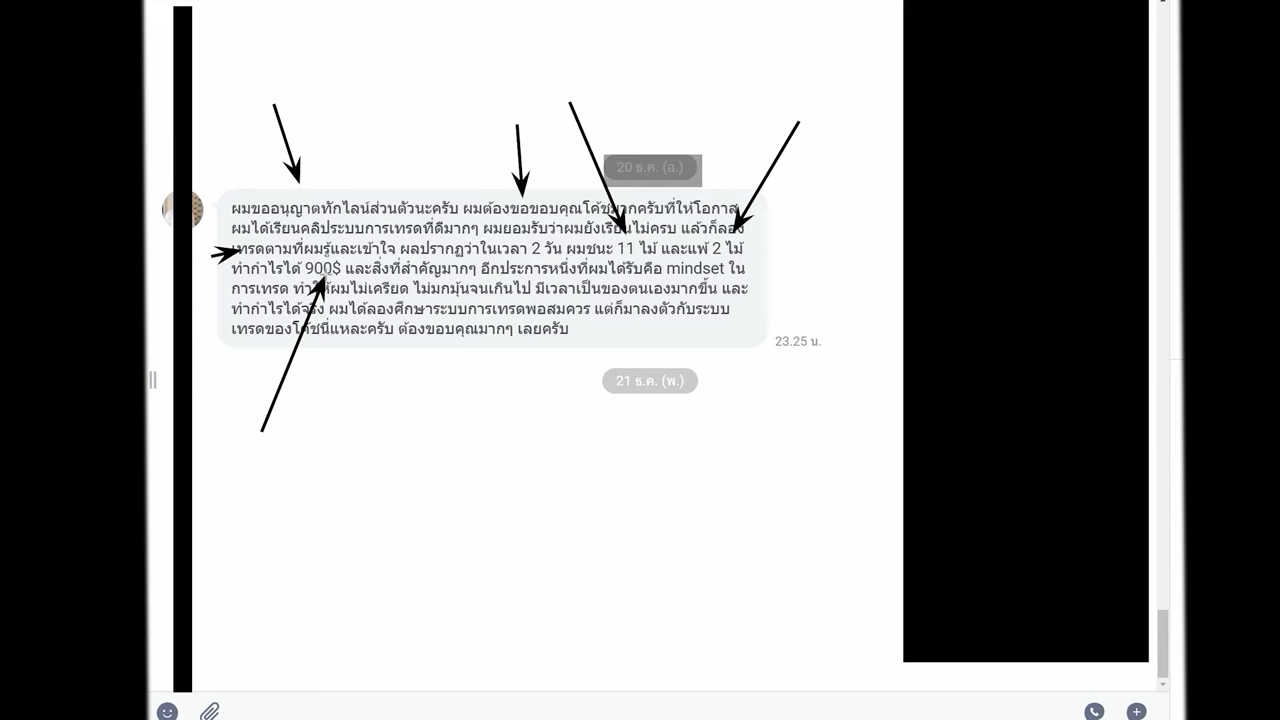 20 ธ.ค. (อ.)
ผมขออนุญาตทักไลน์ส่วนตัวนะครับ ผมต้องขอขอบคุณโค้ชมากครับที่ให้โอกาส
ผมได้เรียนคลิประบบการเทรดที่ดีมากๆ ผมยอมรับว่าผมยังเรียนไม่ครบ แล้วก็ลอง
เทรดตามที่ผมรู้และเข้าใจ ผลปรากฏว่าในเวลา 2 วัน ผมชนะ 11 ไม้ และแพ้ 2 ไม้
ทำกำไรได้ 900$ และสิ่งที่สำคัญมากๆ อีกประการหนึ่งที่ผมได้รับคือ mindset ใน
การเทรด ทำให้ผมไม่เครียด ไม่มกมุ้นจนเกินไป มีเวลาเป็นของตนเองมากขึ้น และ
ทำกำไรได้จริง ผมได้ลองศึกษาระบบการเทรดพอสมควร แต่ก็มาลงตัวกับระบบ
เทรดของโค้ชนี่แหละครับ ต้องขอบคุณมากๆ เลยครับ
23.25 น.
21 ธ.ค. (พ.)